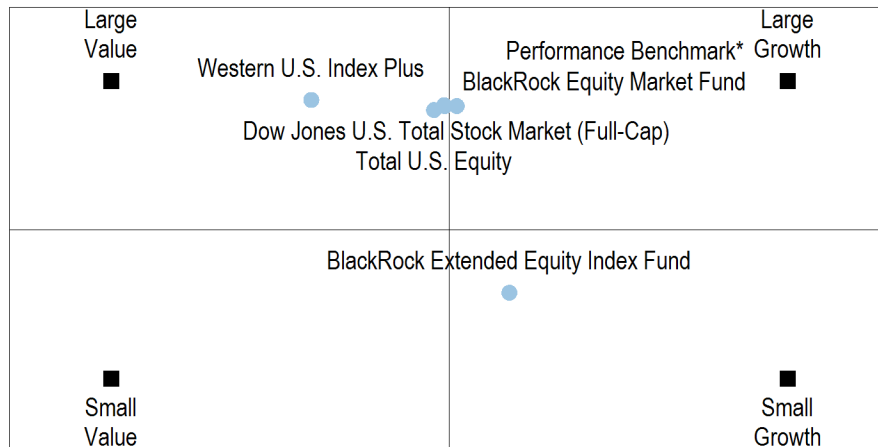 Large
Value
Large
Growth
Performance Benchmark*
Western U.S. Index Plus
BlackRock Equity Market Fund
Dow Jones U.S. Total Stock Market (Full-Cap)
Total U.S. Equity
BlackRock Extended Equity Index Fund
Small
Value
Small
Growth